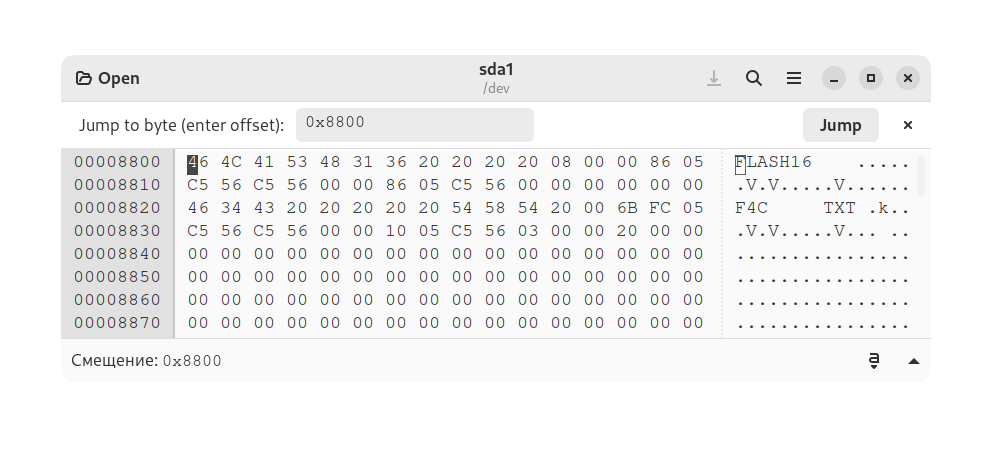 Open
sda1
/dev
Jump to byte (enter offset):
0x8800
Jump
00008800 46 4C 41 53 48 31 36 20 20 20 20 08 00 00 86 05 FLASH16    .....
00008810 C5 56 C5 56 00 00 86 05 C5 56 00 00 00 00 00 00 .V.V.....V......
00008820 46 34 43 20 20 20 20 20 54 58 54 20 00 6B FC 05 F4C     TXT .k..
00008830 C5 56 C5 56 00 00 10 05 C5 56 03 00 00 20 00 00 .V.V.....V... ..
00008840 00 00 00 00 00 00 00 00 00 00 00 00 00 00 00 00 ................
00008850 00 00 00 00 00 00 00 00 00 00 00 00 00 00 00 00 ................
00008860 00 00 00 00 00 00 00 00 00 00 00 00 00 00 00 00 ................
00008870 00 00 00 00 00 00 00 00 00 00 00 00 00 00 00 00 ................
Смещение: 0x8800
a